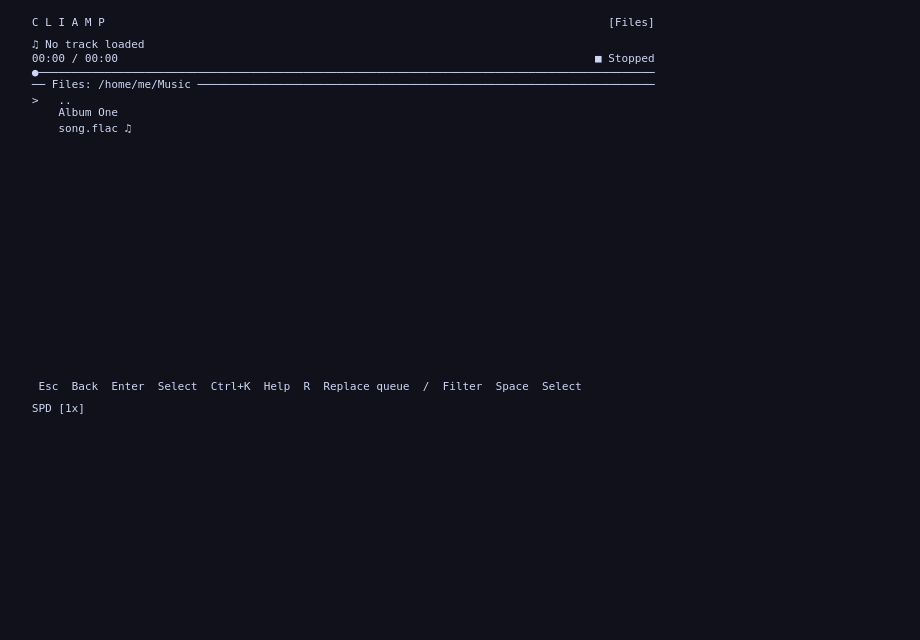 C L I A M P [Files]
♫ No track loaded
00:00 / 00:00 ■ Stopped
── Files: /home/me/Music ──
> ..
Album One
song.flac ♫
Esc Back Enter Select Ctrl+K Help R Replace queue / Filter Space Select
SPD [1x]